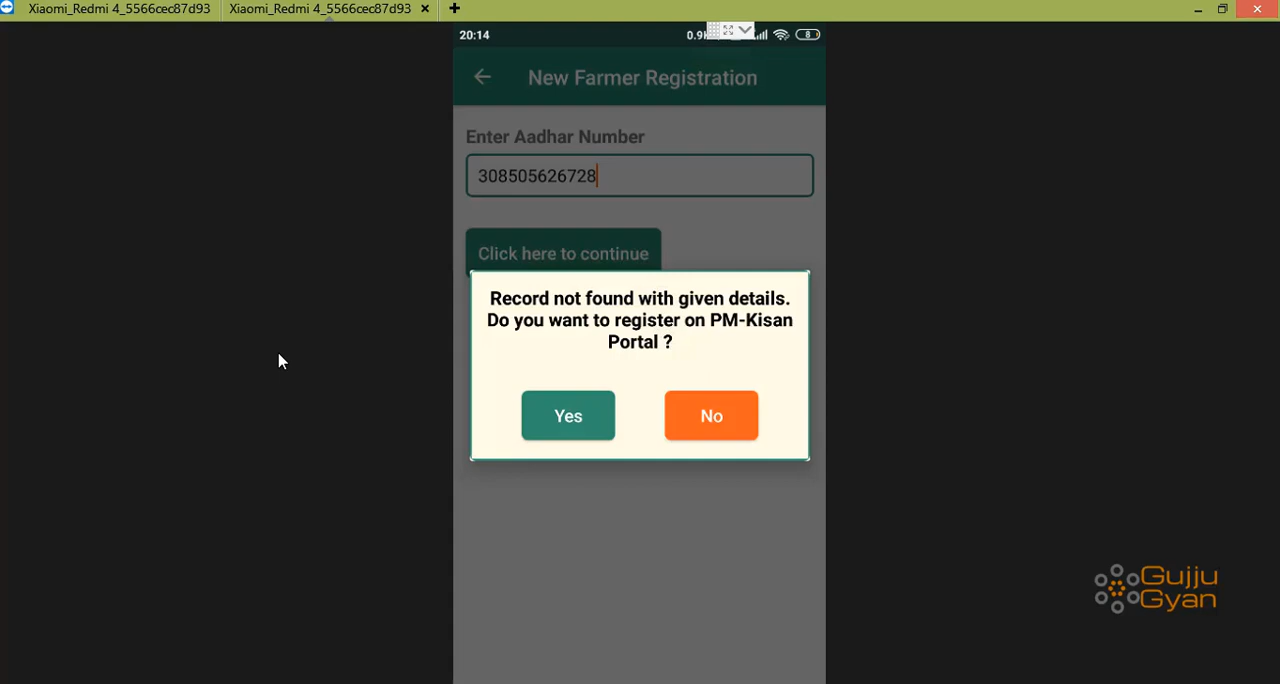 Xiaomi_Redmi 4_5566cec87d93 Xiaomi_Redmi 4_5566cec87d93
20:14 8
New Farmer Registration
Enter Aadhar Number
308505626728
Click here to continue
Record not found with given details.
Do you want to register on PM-Kisan
Portal ?
Yes No
Gujju
Gyan